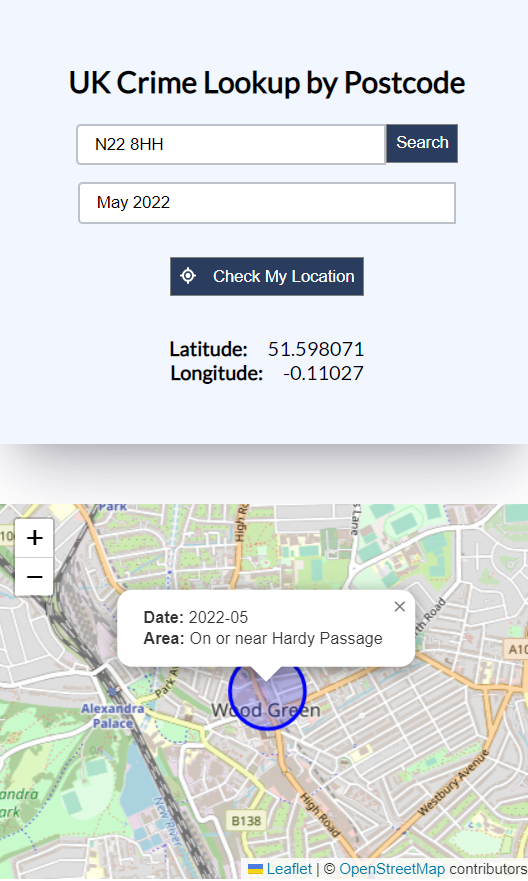 UK Crime Lookup by Postcode
N22 8HH
Search
May 2022
Check My Location
Latitude: 51.598071
Longitude: -0.11027
Park
High Ro
Lane
+
−
×
Date: 2022-05
Area: On or near Hardy Passage
Road
A10
Park Av
Alexandra
Palace
Wood Green
Westbury Avenue
New River
High Road
B138
Leaflet | © OpenStreetMap contributors